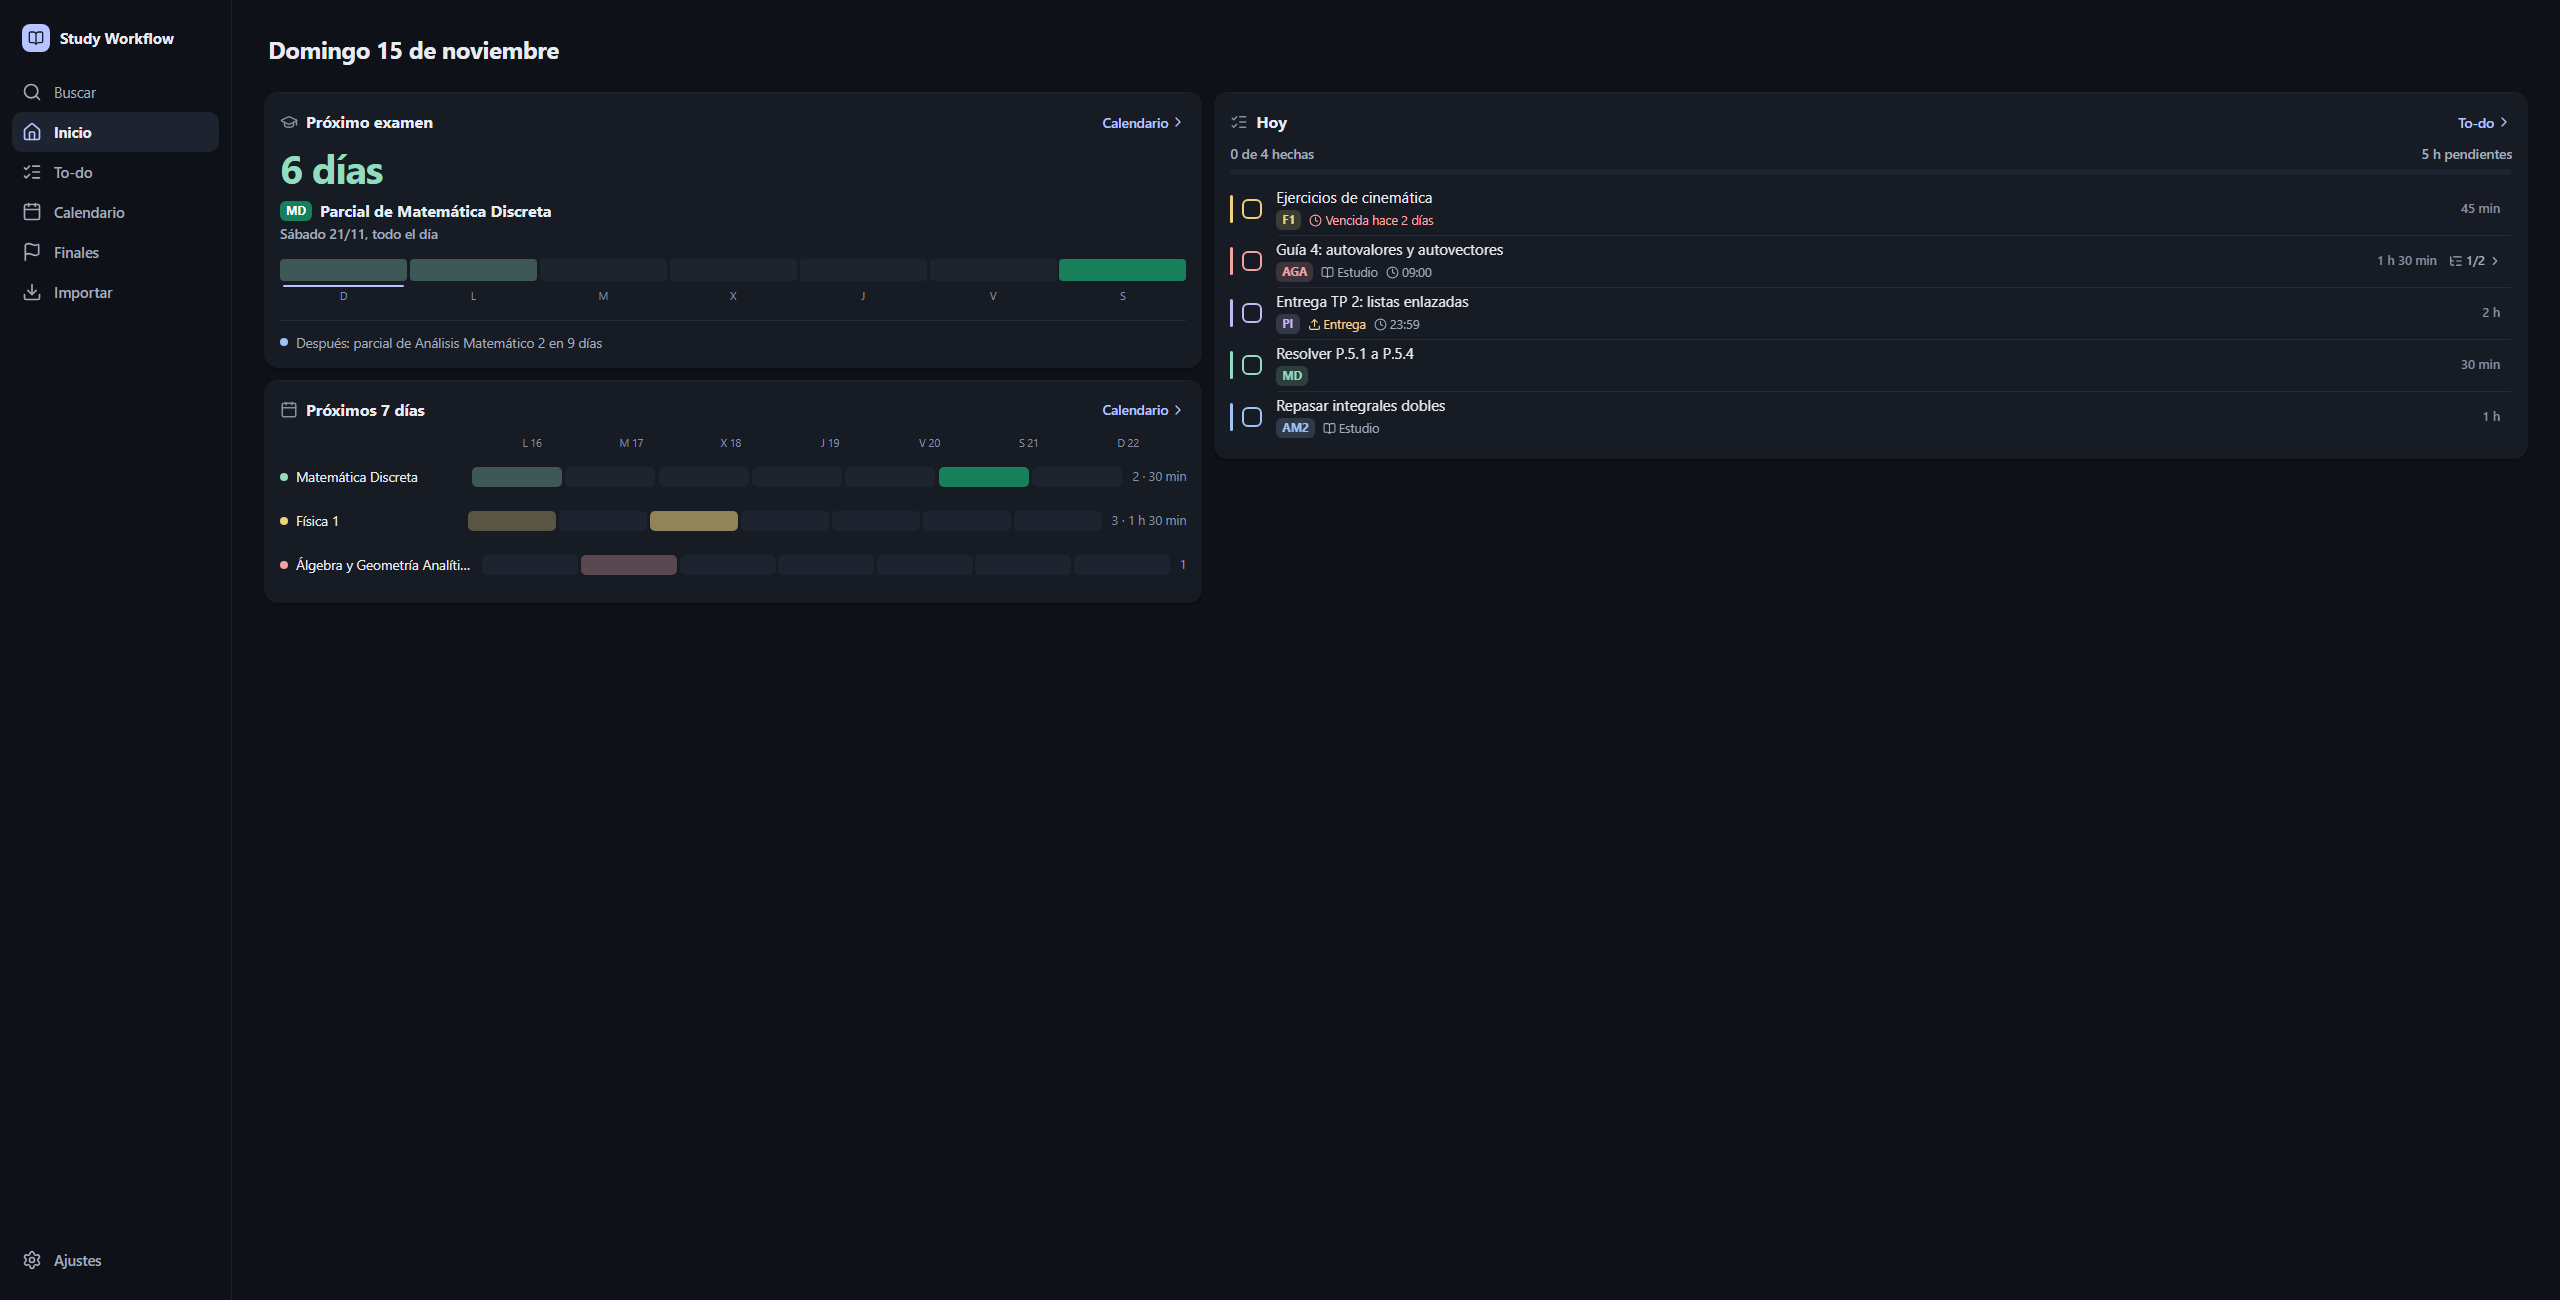 Study Workflow
Buscar
Inicio
To-do
Calendario
Finales
Importar
Ajustes
Domingo 15 de noviembre
Próximo examen
Calendario
6 días
MD Parcial de Matemática Discreta
Sábado 21/11, todo el día
D L M X J V S
Después: parcial de Análisis Matemático 2 en 9 días
Próximos 7 días
Calendario
L 16 M 17 X 18 J 19 V 20 S 21 D 22
Matemática Discreta 2 · 30 min
Física 1 3 · 1 h 30 min
Álgebra y Geometría Analíti... 1
Hoy
To-do
0 de 4 hechas 5 h pendientes
Ejercicios de cinemática
F1 Vencida hace 2 días
45 min
Guía 4: autovalores y autovectores
AGA Estudio 09:00
1 h 30 min 1/2
Entrega TP 2: listas enlazadas
PI Entrega 23:59
2 h
Resolver P.5.1 a P.5.4
MD
30 min
Repasar integrales dobles
AM2 Estudio
1 h